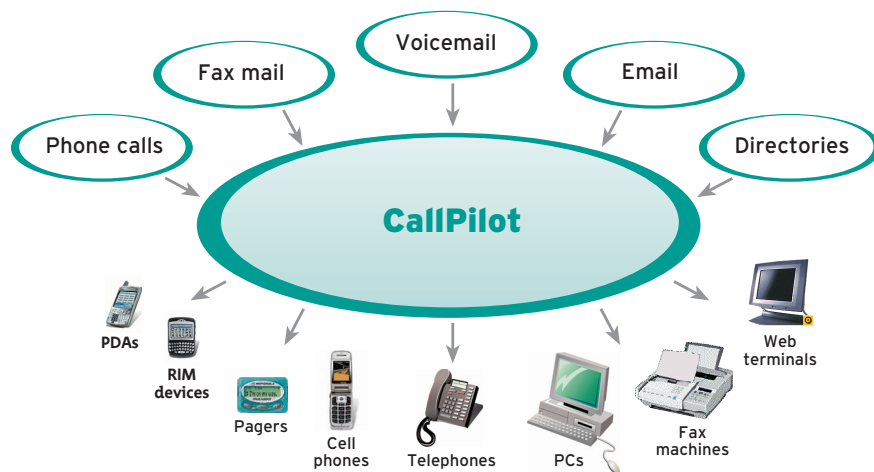 Voicemail
Fax mail
Email
Phone calls
Directories
CallPilot
PDAs
RIM
devices
Pagers
Cell
phones
Telephones
PCs
Fax
machines
Web
terminals